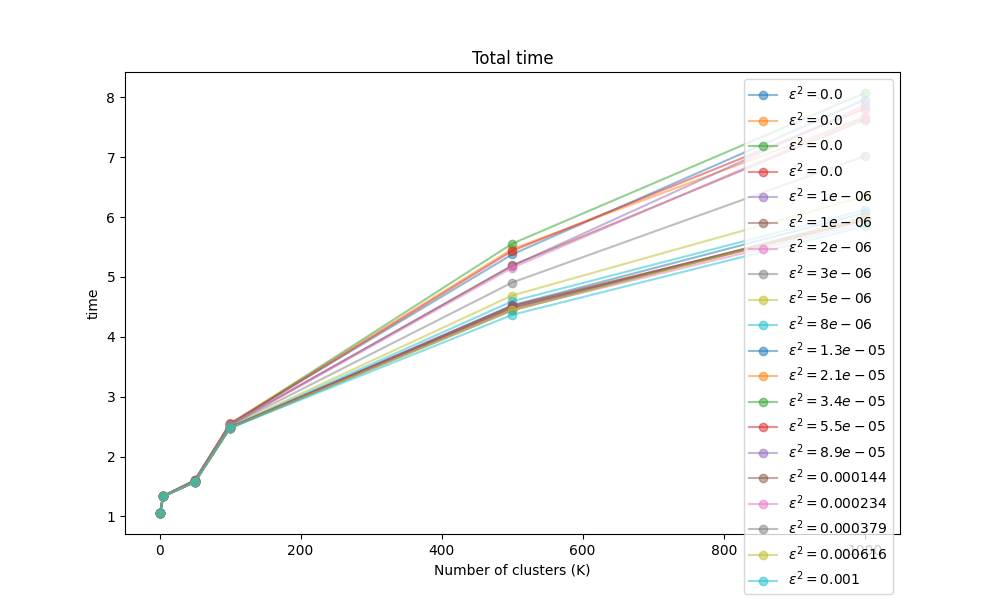 Total time
8
7
6
5
4
3
2
1
time
0
200
400
600
800
1000
Number of clusters (K)
ε² = 0.0
ε² = 0.0
ε² = 0.0
ε² = 0.0
ε² = 1e − 06
ε² = 1e − 06
ε² = 2e − 06
ε² = 3e − 06
ε² = 5e − 06
ε² = 8e − 06
ε² = 1.3e − 05
ε² = 2.1e − 05
ε² = 3.4e − 05
ε² = 5.5e − 05
ε² = 8.9e − 05
ε² = 0.000144
ε² = 0.000234
ε² = 0.000379
ε² = 0.000616
ε² = 0.001